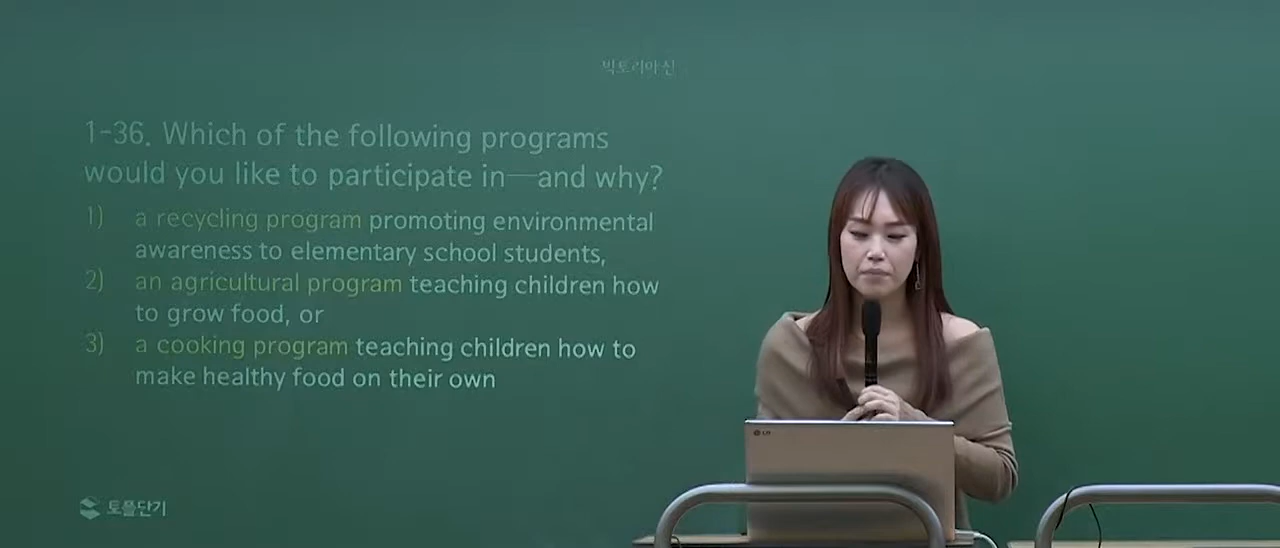 빅토리아 신
1-36. Which of the following programs
would you like to participate in—and why?
1) a recycling program promoting environmental
awareness to elementary school students,
2) an agricultural program teaching children how
to grow food, or
3) a cooking program teaching children how to
make healthy food on their own
LG
토플단기